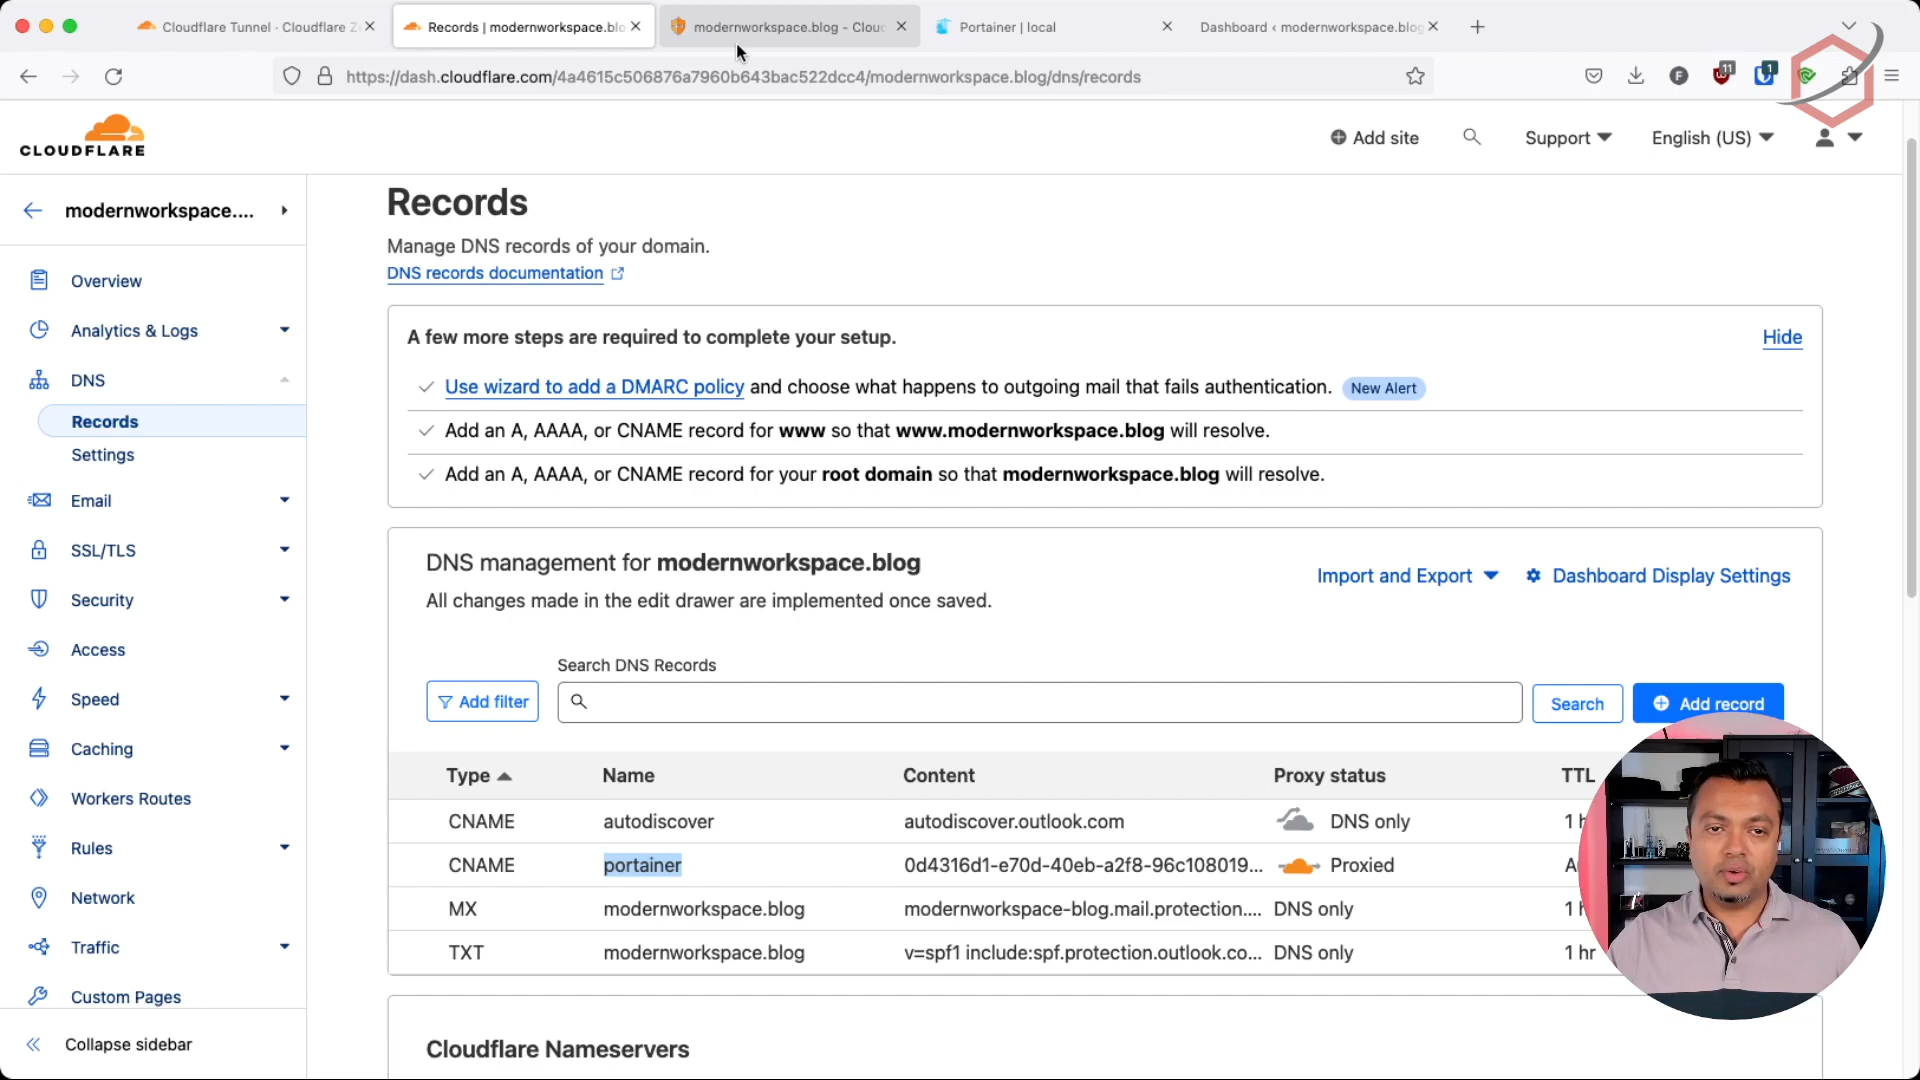 Cloudflare Tunnel · Cloudflare Ze
Records | modernworkspace.blo
modernworkspace.blog - Clou
Portainer | local
Dashboard ‹ modernworkspace.blog
https://dash.cloudflare.com/4a4615c506876a7960b643bac522dcc4/modernworkspace.blog/dns/records
11
1
CLOUDFLARE
Add site
Support
English (US)
modernworkspace....
Overview
Analytics & Logs
DNS
Records
Settings
Email
SSL/TLS
Security
Access
Speed
Caching
Workers Routes
Rules
Network
Traffic
Custom Pages
Collapse sidebar
Records
Manage DNS records of your domain.
DNS records documentation
A few more steps are required to complete your setup.
Hide
Use wizard to add a DMARC policy and choose what happens to outgoing mail that fails authentication. New Alert
Add an A, AAAA, or CNAME record for www so that www.modernworkspace.blog will resolve.
Add an A, AAAA, or CNAME record for your root domain so that modernworkspace.blog will resolve.
DNS management for modernworkspace.blog
All changes made in the edit drawer are implemented once saved.
Import and Export
Dashboard Display Settings
Search DNS Records
Add filter
Search
Add record
Type Name Content Proxy status TTL
CNAME autodiscover autodiscover.outlook.com DNS only 1 h
CNAME portainer 0d4316d1-e70d-40eb-a2f8-96c108019... Proxied A
MX modernworkspace.blog modernworkspace-blog.mail.protection.... DNS only 1 h
TXT modernworkspace.blog v=spf1 include:spf.protection.outlook.co... DNS only 1 hr
Cloudflare Nameservers